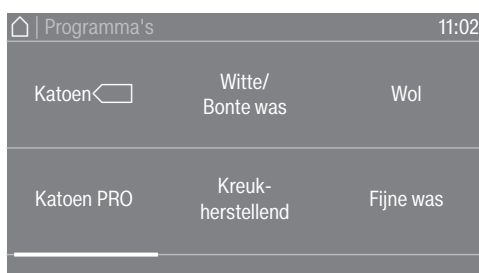 | Programma's 11:02
Katoen
Witte/
Bonte was
Wol
Katoen PRO
Kreuk-
herstellend
Fijne was